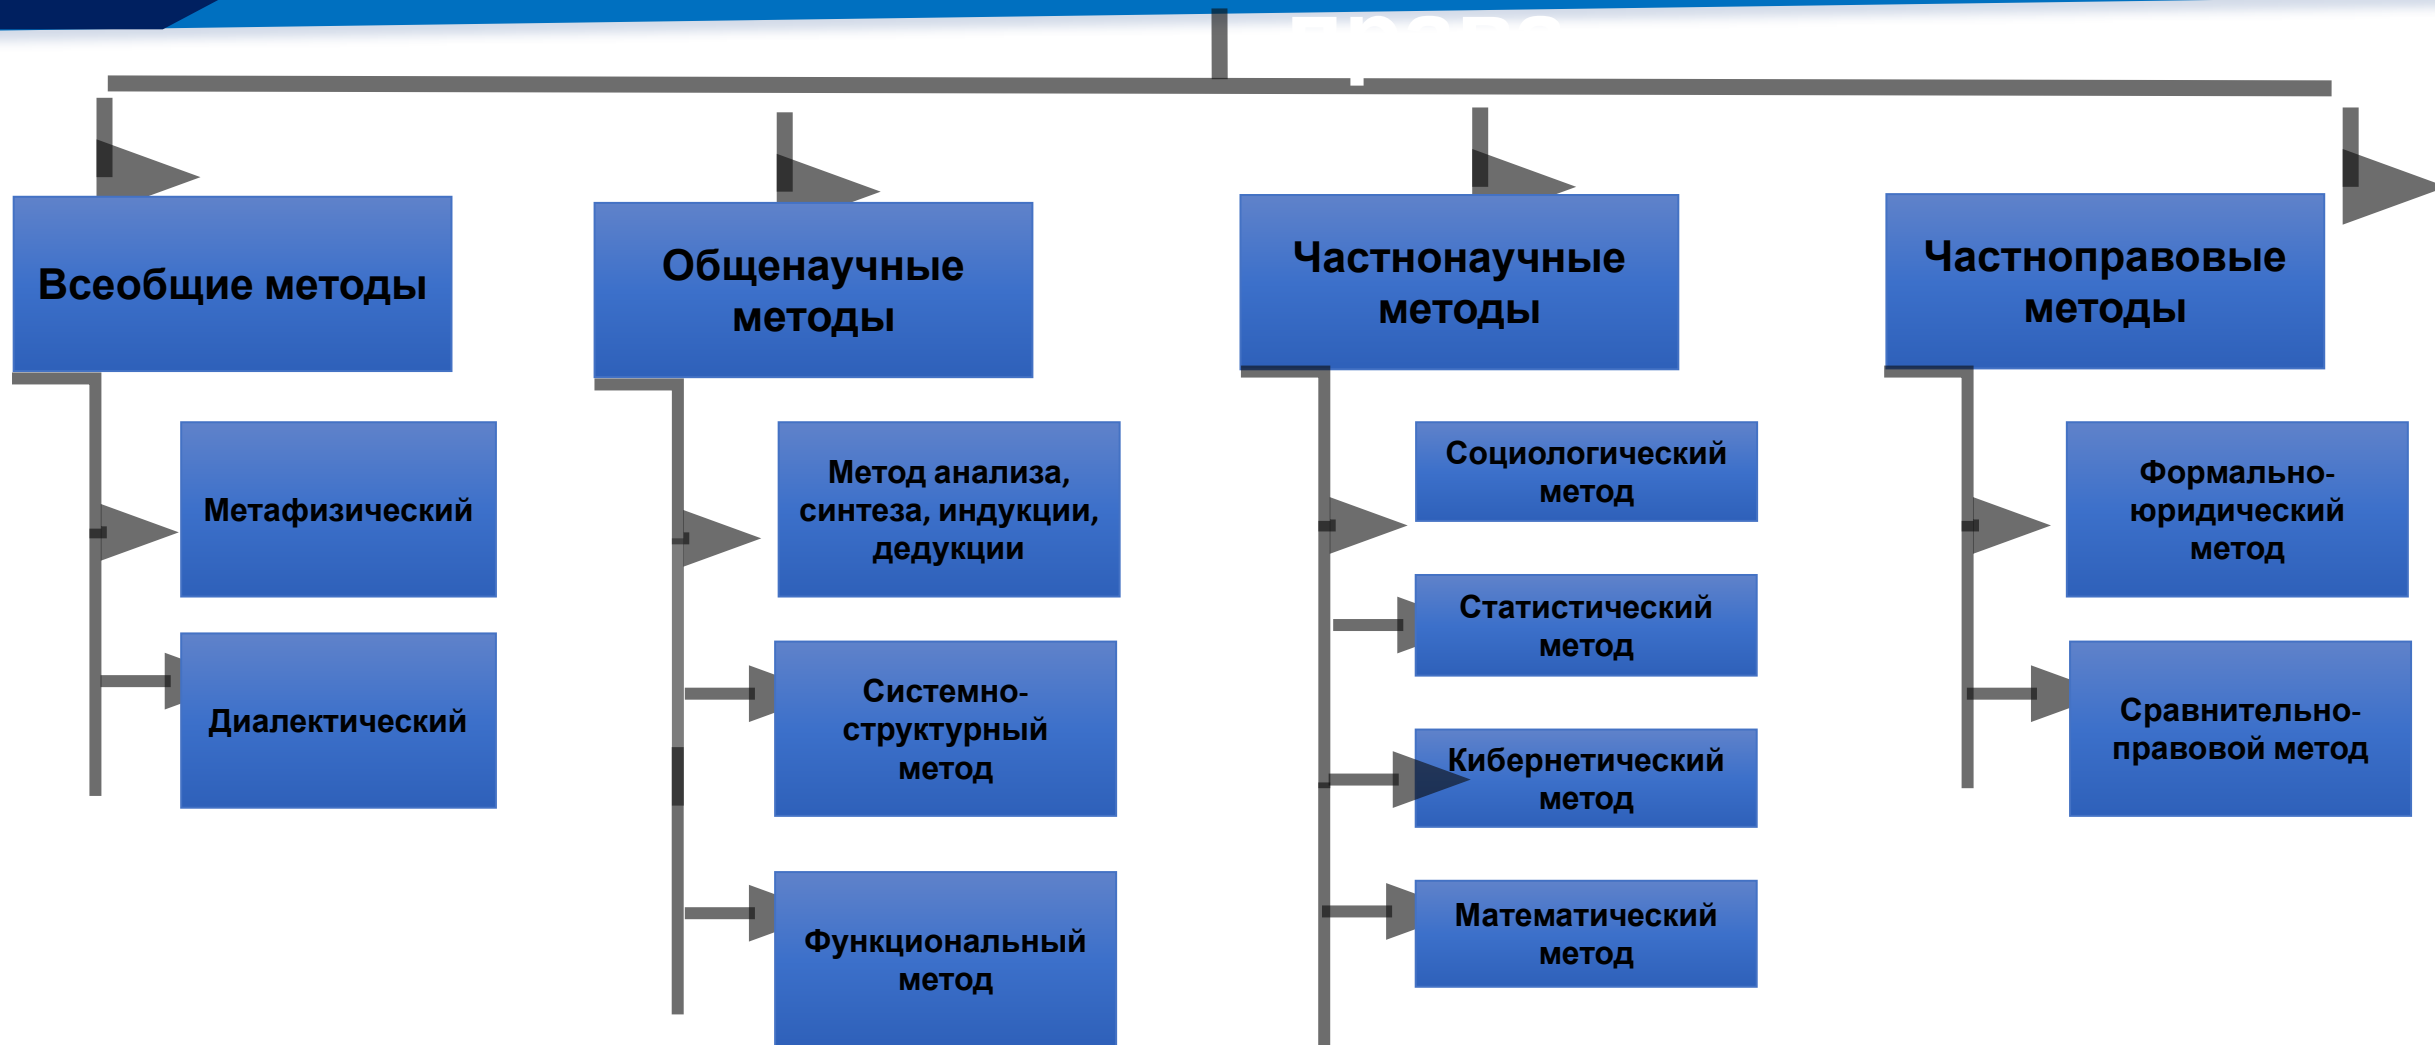 права
Всеобщие методы
Метафизический
Диалектический
Общенаучные
методы
Метод анализа,
синтеза, индукции,
дедукции
Системно-
структурный
метод
Функциональный
метод
Частнонаучные
методы
Социологический
метод
Статистический
метод
Кибернетический
метод
Математический
метод
Частноправовые
методы
Формально-
юридический
метод
Сравнительно-
правовой метод